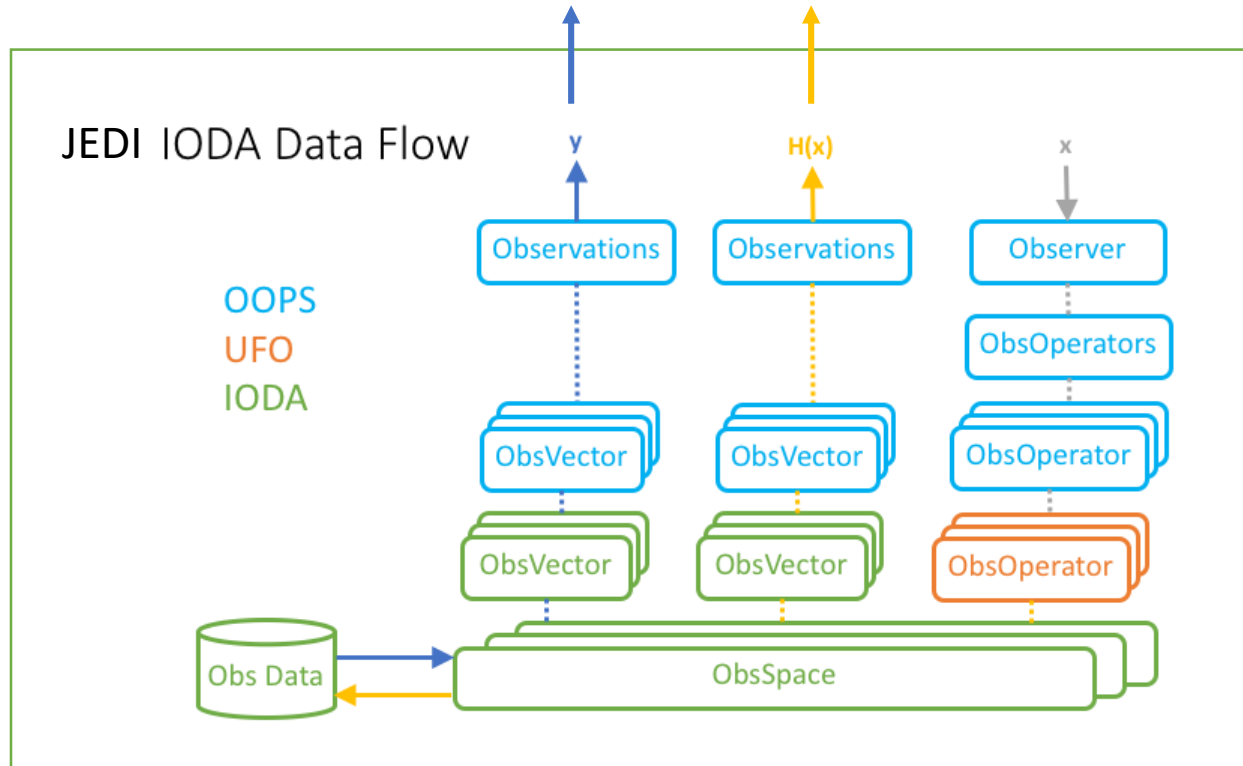 JEDI IODA Data Flow
y
H(x)
x
Observations
Observations
Observer
OOPS
UFO
IODA
ObsOperators
ObsVector
ObsVector
ObsOperator
ObsVector
ObsVector
ObsOperator
Obs Data
ObsSpace